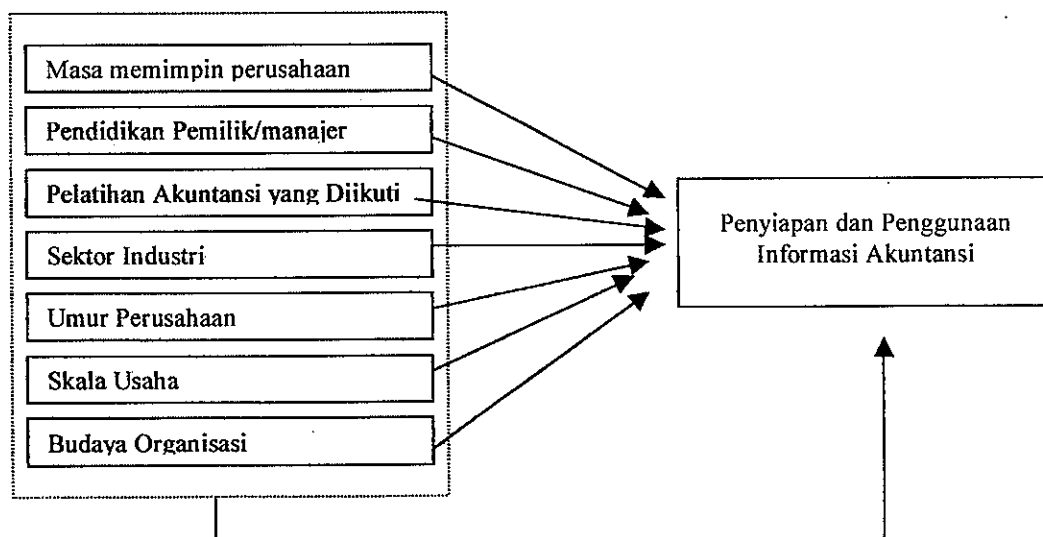 Masa memimpin perusahaan
Pendidikan Pemilik/manajer
Pelatihan Akuntansi yang Diikuti
Sektor Industri
Umur Perusahaan
Skala Usaha
Budaya Organisasi
Penyiapan dan Penggunaan
Informasi Akuntansi